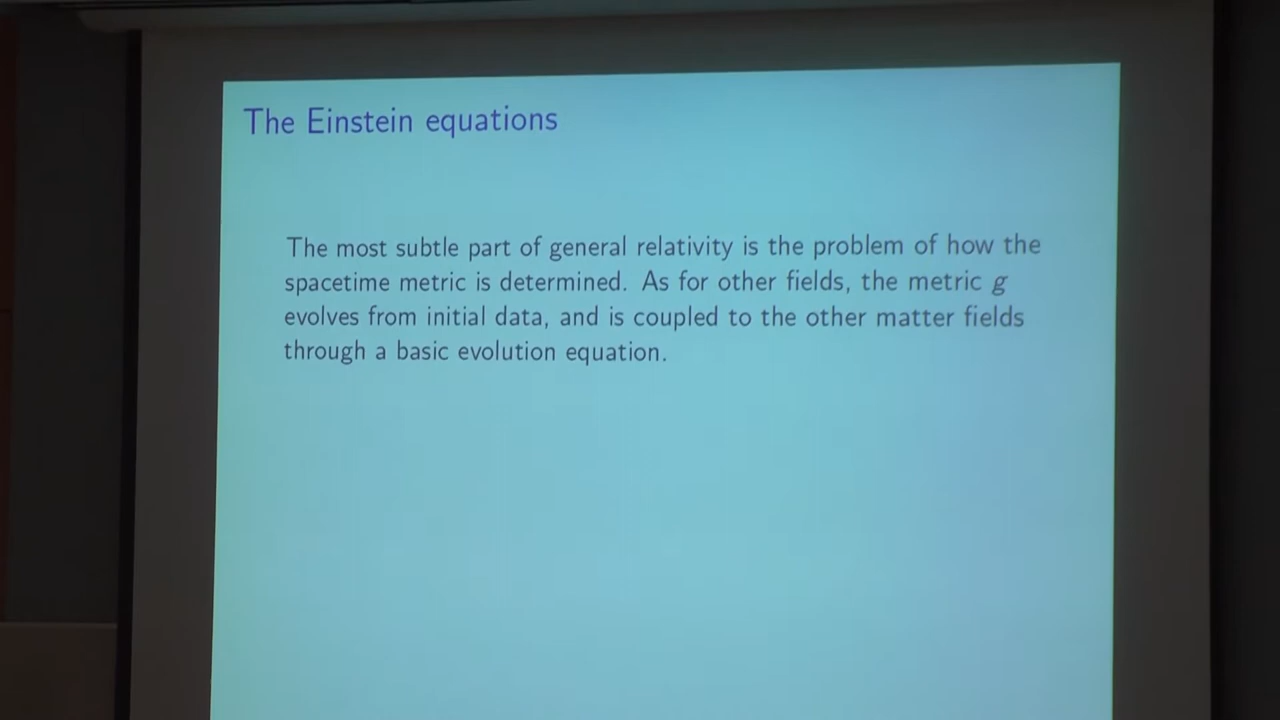 The Einstein equations
The most subtle part of general relativity is the problem of how the
spacetime metric is determined. As for other fields, the metric g
evolves from initial data, and is coupled to the other matter fields
through a basic evolution equation.